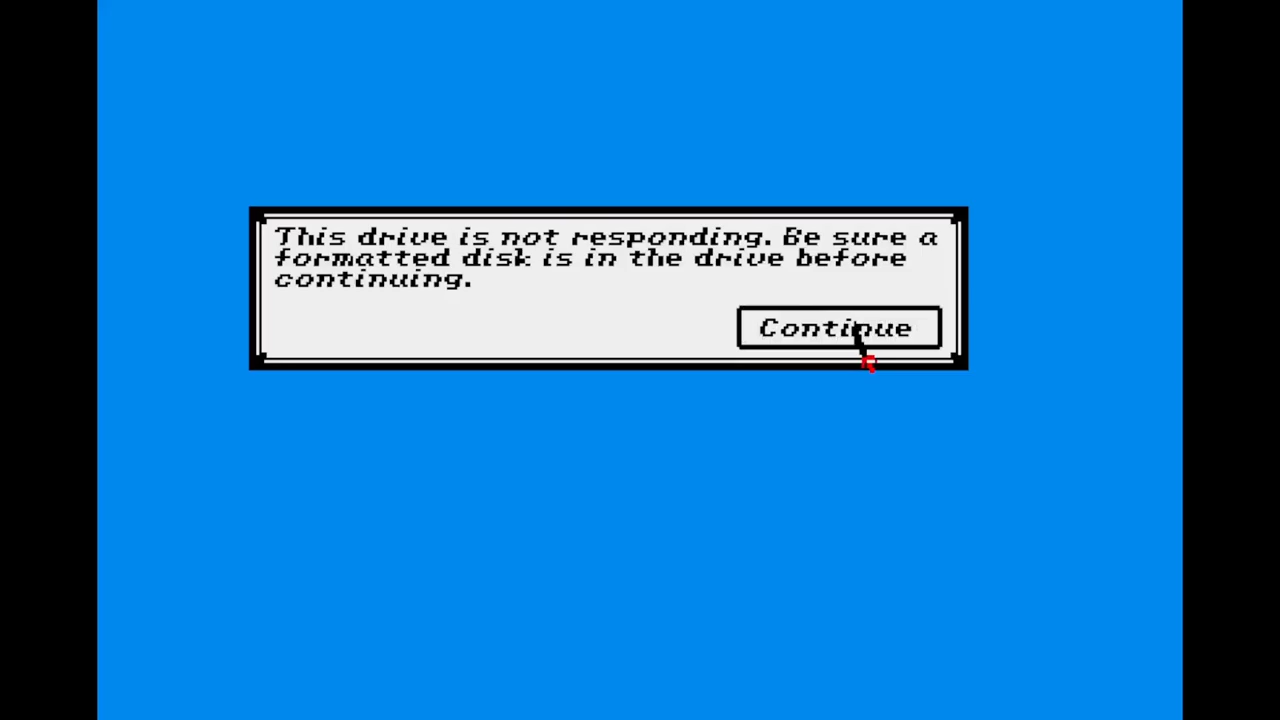 This drive is not responding. Be sure a
formatted disk is in the drive before
continuing.
Continue